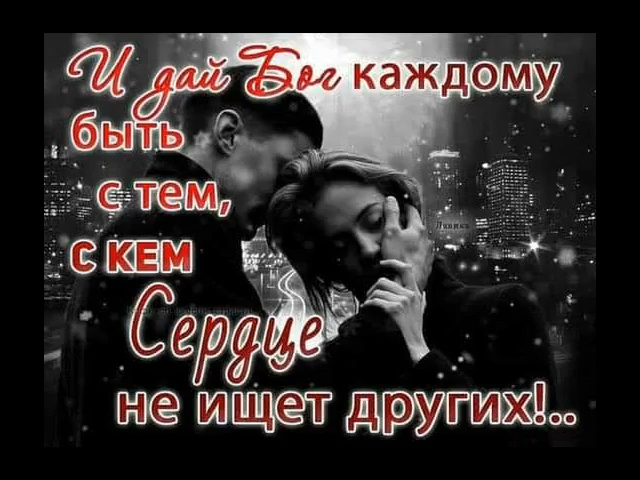 И дай Бог каждому
быть
с тем,
с кем
Сердце
не ищет других!..